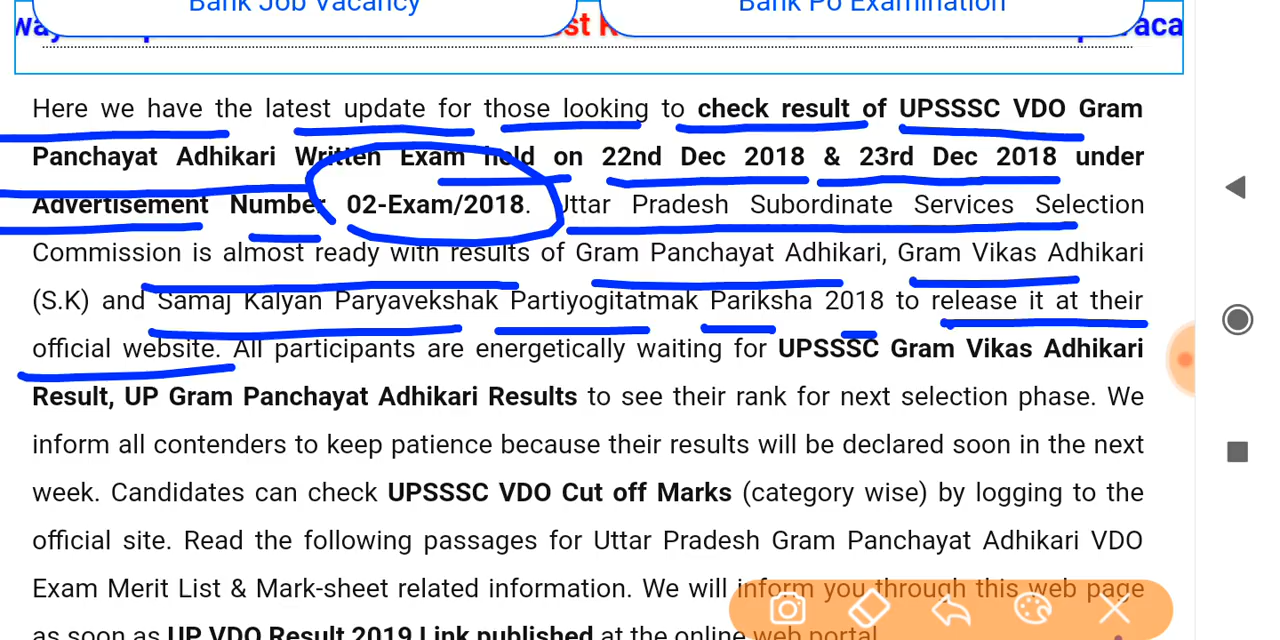 Bank Job Vacancy Bank Po Examination
st
Here we have the latest update for those looking to check result of UPSSSC VDO Gram
Panchayat Adhikari Written Exam held on 22nd Dec 2018 & 23rd Dec 2018 under
Advertisement Number 02-Exam/2018. Uttar Pradesh Subordinate Services Selection
Commission is almost ready with results of Gram Panchayat Adhikari, Gram Vikas Adhikari
(S.K) and Samaj Kalyan Paryavekshak Partiyogitatmak Pariksha 2018 to release it at their
official website. All participants are energetically waiting for UPSSSC Gram Vikas Adhikari
Result, UP Gram Panchayat Adhikari Results to see their rank for next selection phase. We
inform all contenders to keep patience because their results will be declared soon in the next
week. Candidates can check UPSSSC VDO Cut off Marks (category wise) by logging to the
official site. Read the following passages for Uttar Pradesh Gram Panchayat Adhikari VDO
Exam Merit List & Mark-sheet related information. We will inform you through this web page
as soon as UP VDO Result 2019 Link published at the online web portal.